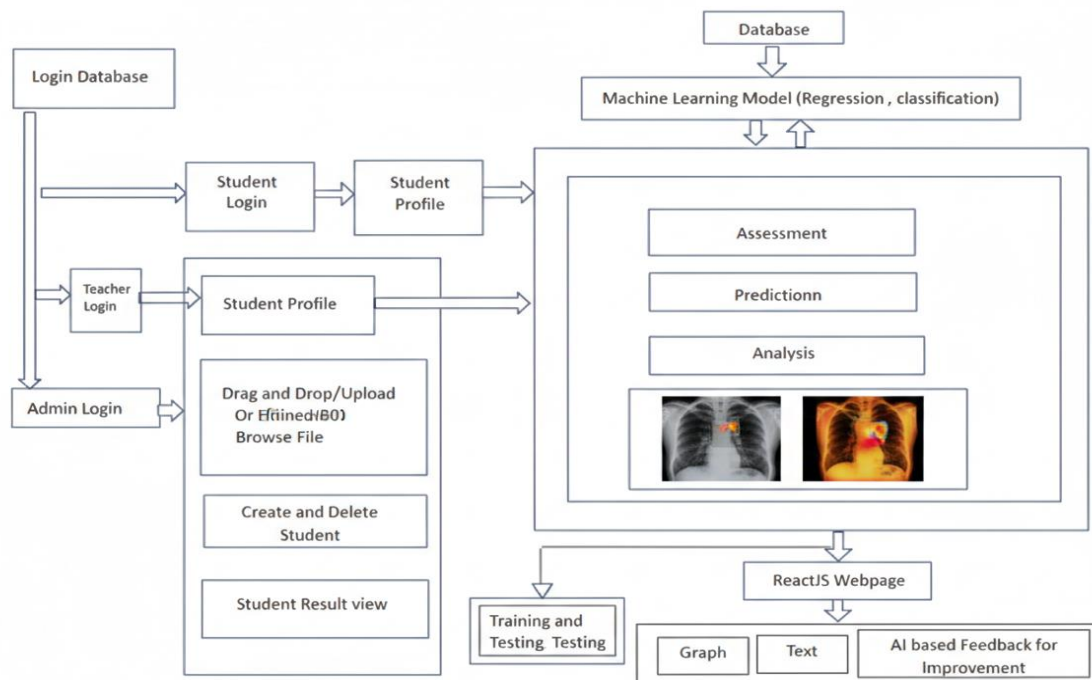 Database
Login Database
Machine Learning Model (Regression , classification)
Student
Login
Student
Profile
Assessment
Teacher
Login
Student Profile
Predictionn
Analysis
Admin Login
Drag and Drop/Upload
Or
Browse File
Create and Delete
Student
Student Result view
ReactJS Webpage
Training and
Testing, Testing
Graph
Text
AI based Feedback for
Improvement